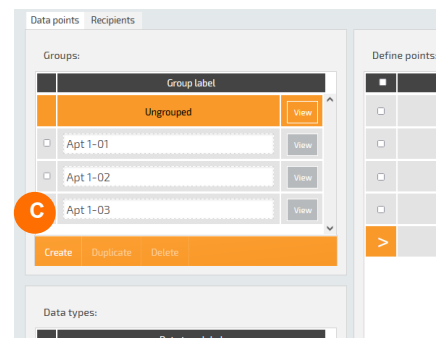 Data points Recipients
Groups:
Define points:
Group label
Ungrouped View
Apt 1-01 View
Apt 1-02 View
C Apt 1-03 View
Create Duplicate Delete
>
Data types: